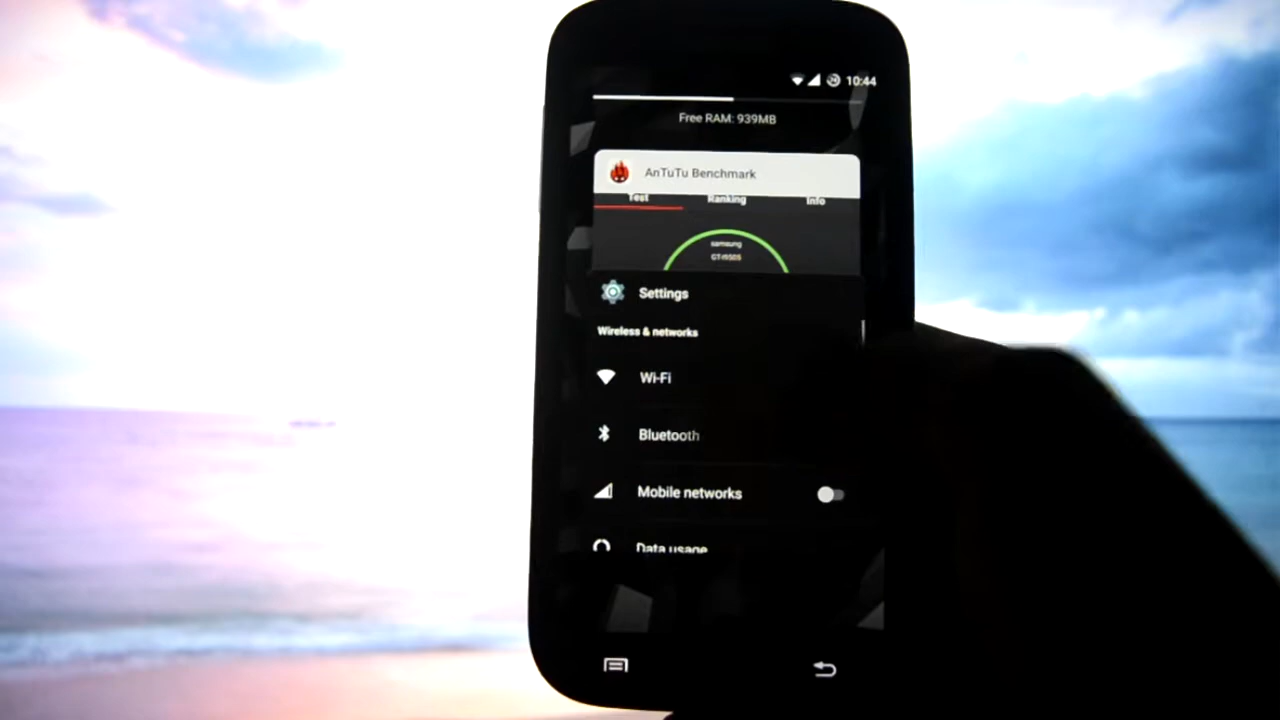 10:44
Free RAM: 939MB
AnTuTu Benchmark
Test Ranking Info
samsung
GT-I9505
Settings
Wireless & networks
Wi-Fi
Bluetooth
Mobile networks
Data usage